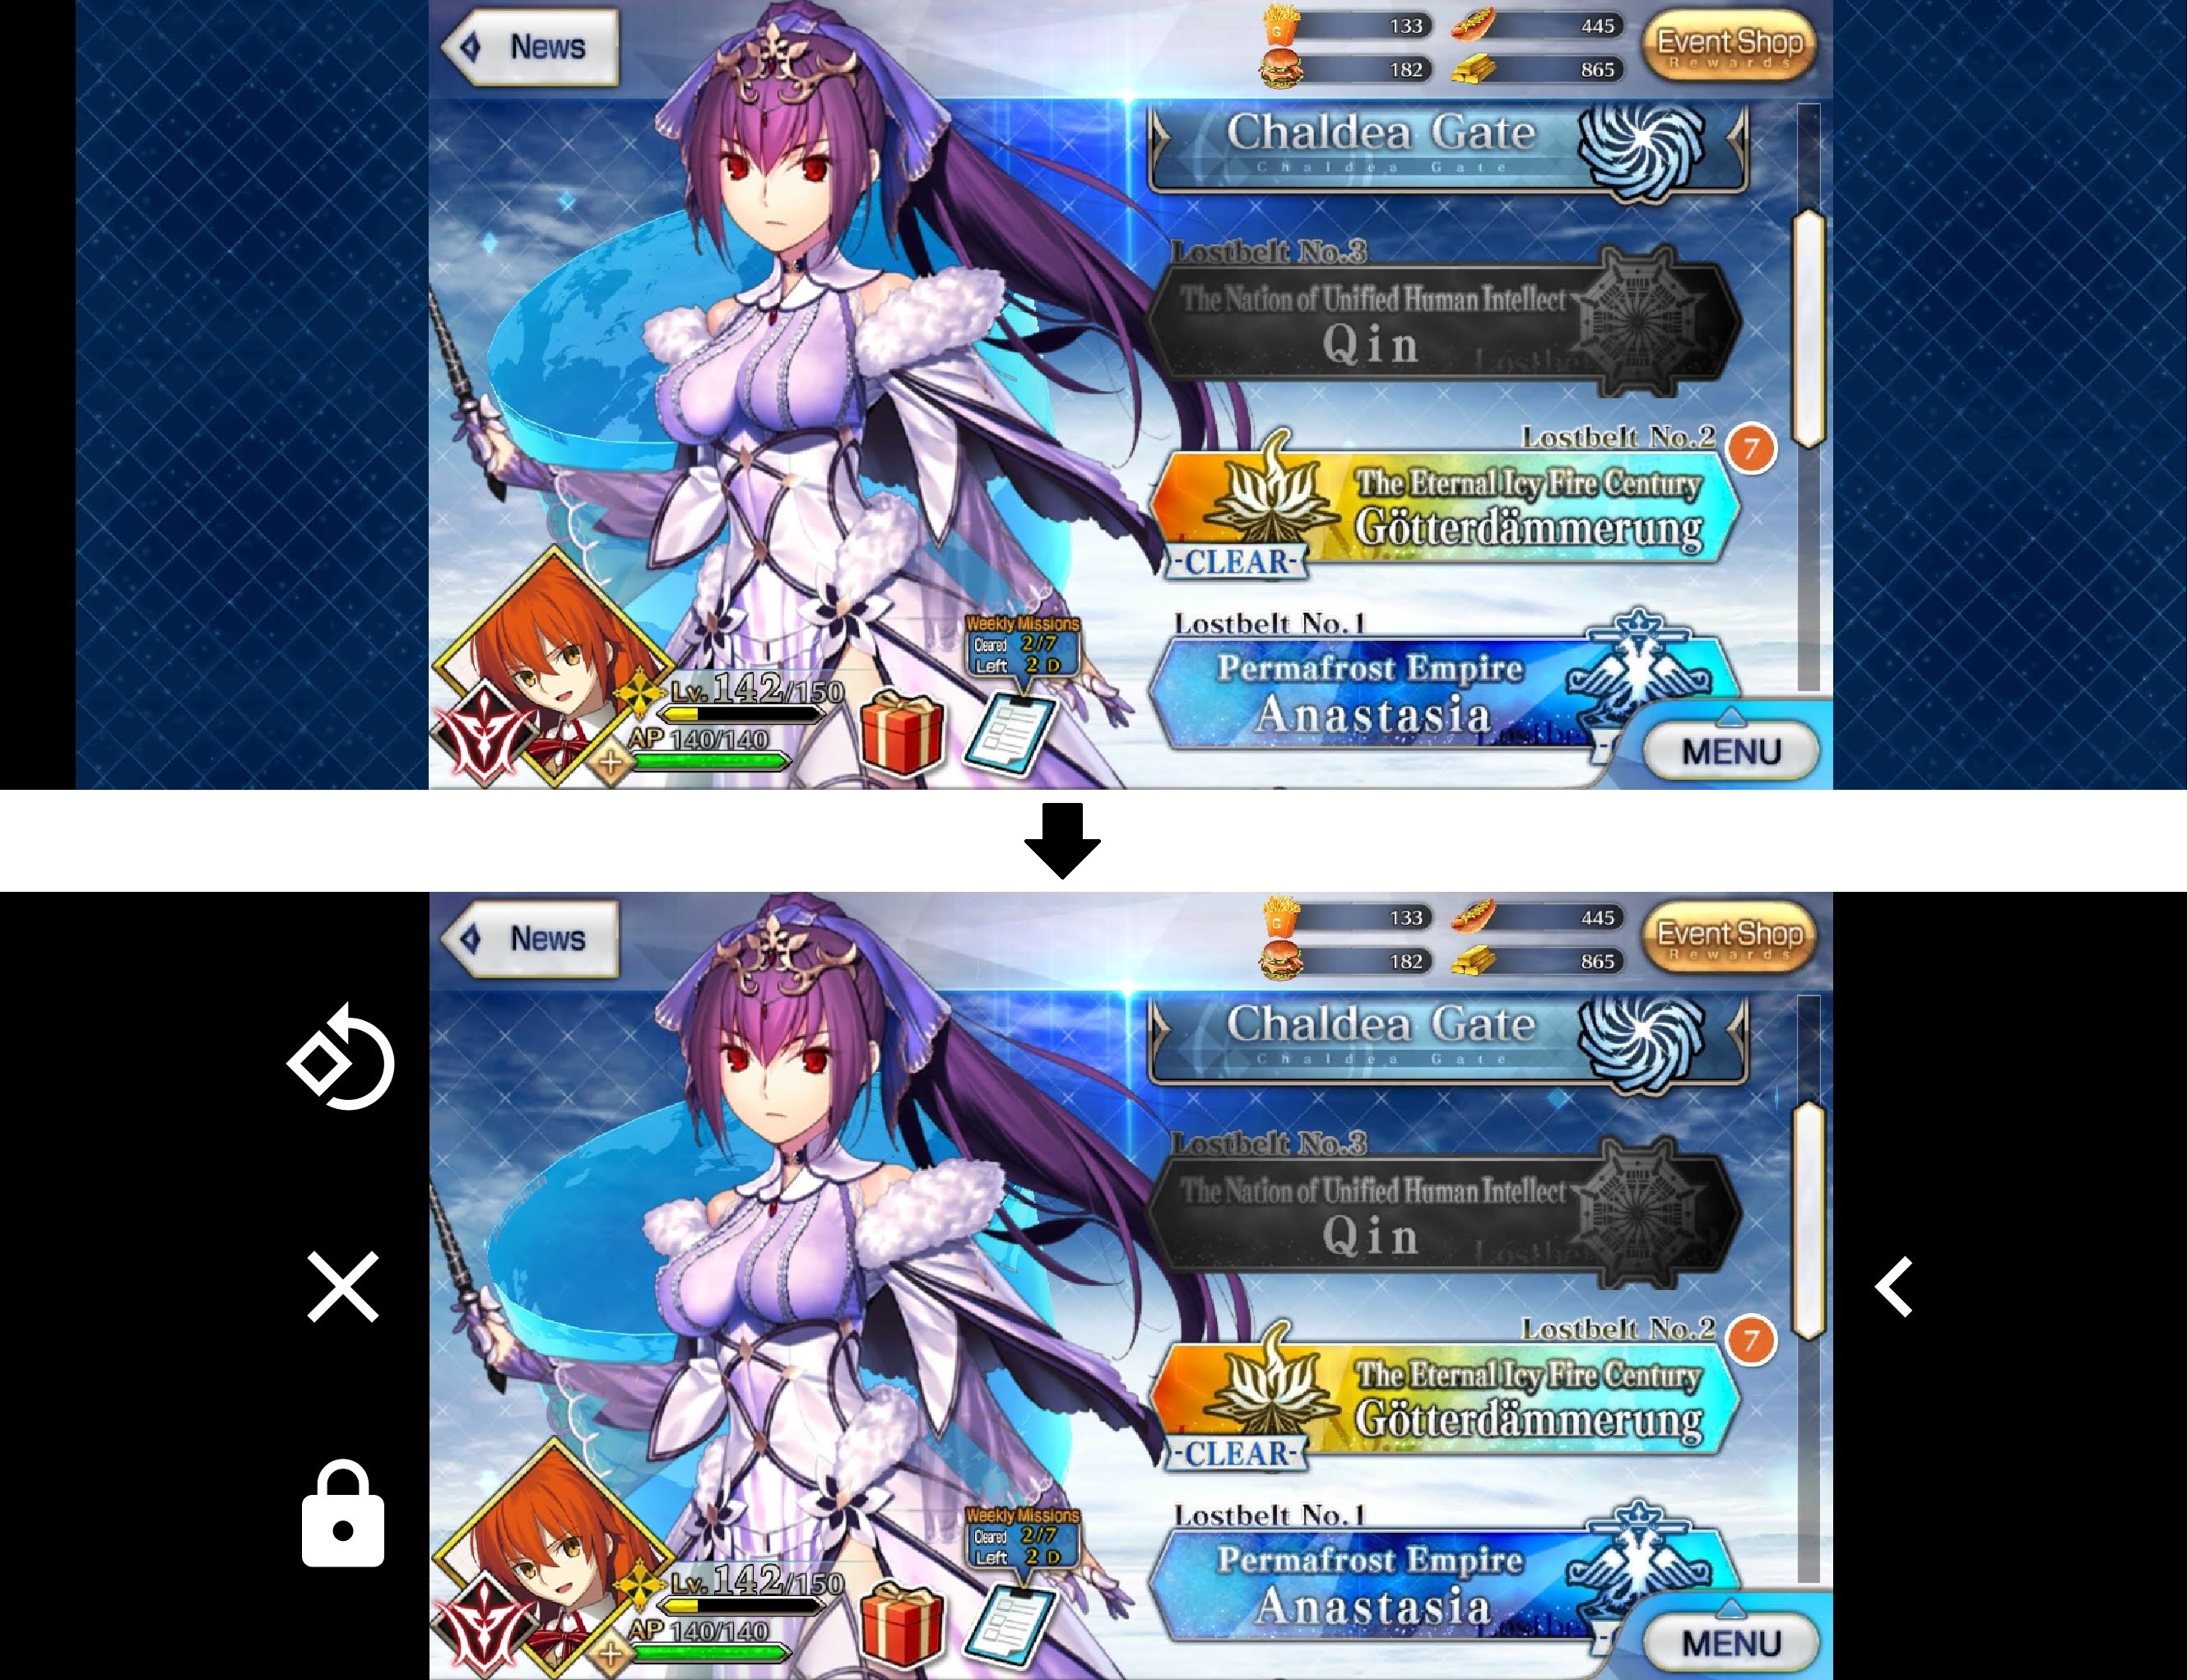 News
133
445
182
865
Event Shop
Rewards
Chaldea Gate
Chaldea Gate
Lostbelt No.3
The Nation of Unified Human Intellect
Qin
Lostbelt No.2
7
The Eternal Icy Fire Century
Götterdämmerung
-CLEAR-
Lostbelt No.1
Permafrost Empire
Anastasia
Weekly Missions
Cleared 2/7
Left 2 D
Lv. 142/150
AP 140/140
MENU
News
133
445
182
865
Event Shop
Rewards
Chaldea Gate
Chaldea Gate
Lostbelt No.3
The Nation of Unified Human Intellect
Qin
Lostbelt No.2
7
The Eternal Icy Fire Century
Götterdämmerung
-CLEAR-
Lostbelt No.1
Permafrost Empire
Anastasia
Weekly Missions
Cleared 2/7
Left 2 D
Lv. 142/150
AP 140/140
MENU